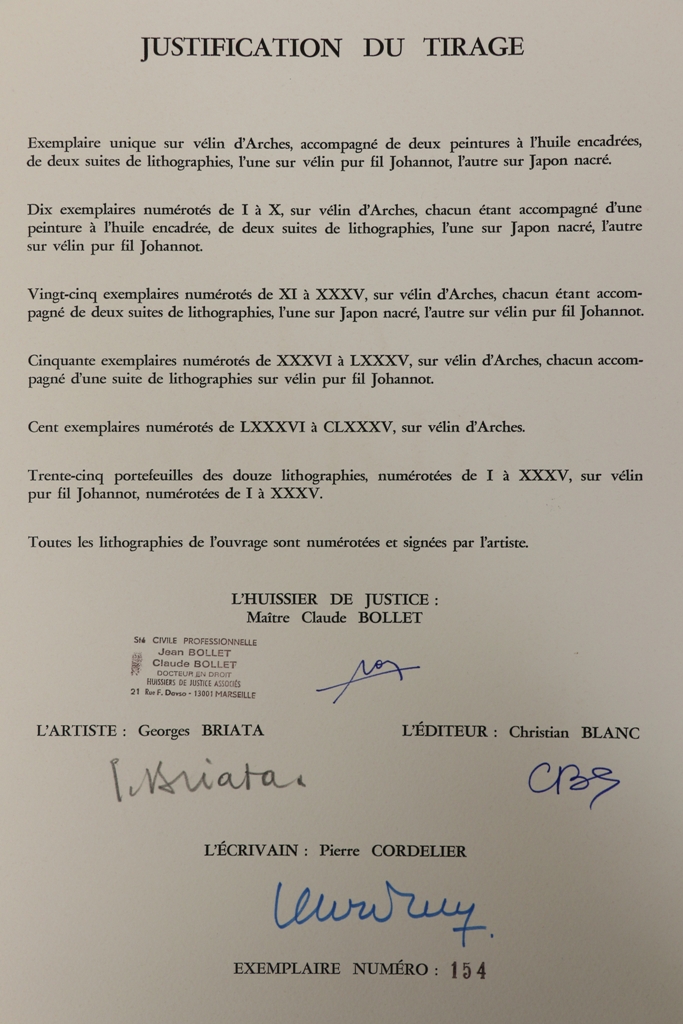 JUSTIFICATION DU TIRAGE
Exemplaire unique sur vélin d'Arches, accompagné de deux peintures à l'huile encadrées,
de deux suites de lithographies, l'une sur vélin pur fil Johannot, l'autre sur Japon nacré.
Dix exemplaires numérotés de I à X, sur vélin d'Arches, chacun étant accompagné d'une
peinture à l'huile encadrée, de deux suites de lithographies, l'une sur Japon nacré, l'autre
sur vélin pur fil Johannot.
Vingt-cinq exemplaires numérotés de XI à XXXV, sur vélin d'Arches, chacun étant accom-
pagné de deux suites de lithographies, l'une sur Japon nacré, l'autre sur vélin pur fil Johannot.
Cinquante exemplaires numérotés de XXXVI à LXXXV, sur vélin d'Arches, chacun accom-
pagné d'une suite de lithographies sur vélin pur fil Johannot.
Cent exemplaires numérotés de LXXXVI à CLXXXV, sur vélin d'Arches.
Trente-cinq portefeuilles des douze lithographies, numérotées de I à XXXV, sur vélin
pur fil Johannot, numérotées de I à XXXV.
Toutes les lithographies de l'ouvrage sont numérotées et signées par l'artiste.
L'HUISSIER DE JUSTICE :
Maître Claude BOLLET
Sté CIVILE PROFESSIONNELLE
Jean BOLLET
Claude BOLLET
DOCTEUR EN DROIT
HUISSIERS DE JUSTICE ASSOCIÉS
21 Rue F. Davso - 13001 MARSEILLE
L'ARTISTE : Georges BRIATA
L'ÉDITEUR : Christian BLANC
G. Briata.
L'ÉCRIVAIN : Pierre CORDELIER
EXEMPLAIRE NUMÉRO : 154